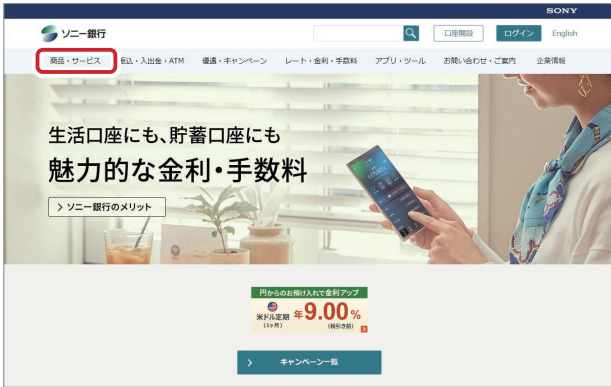 SONY
ソニー銀行
口座開設
ログイン
English
商品・サービス
振込・入出金・ATM
優遇・キャンペーン
レート・金利・手数料
アプリ・ツール
お問い合わせ・ご案内
企業情報
生活口座にも、貯蓄口座にも
魅力的な金利・手数料
> ソニー銀行のメリット
円からのお預け入れで金利アップ
米ドル定期 年9.00%
(1ヶ月) (税引き前)
> キャンペーン一覧